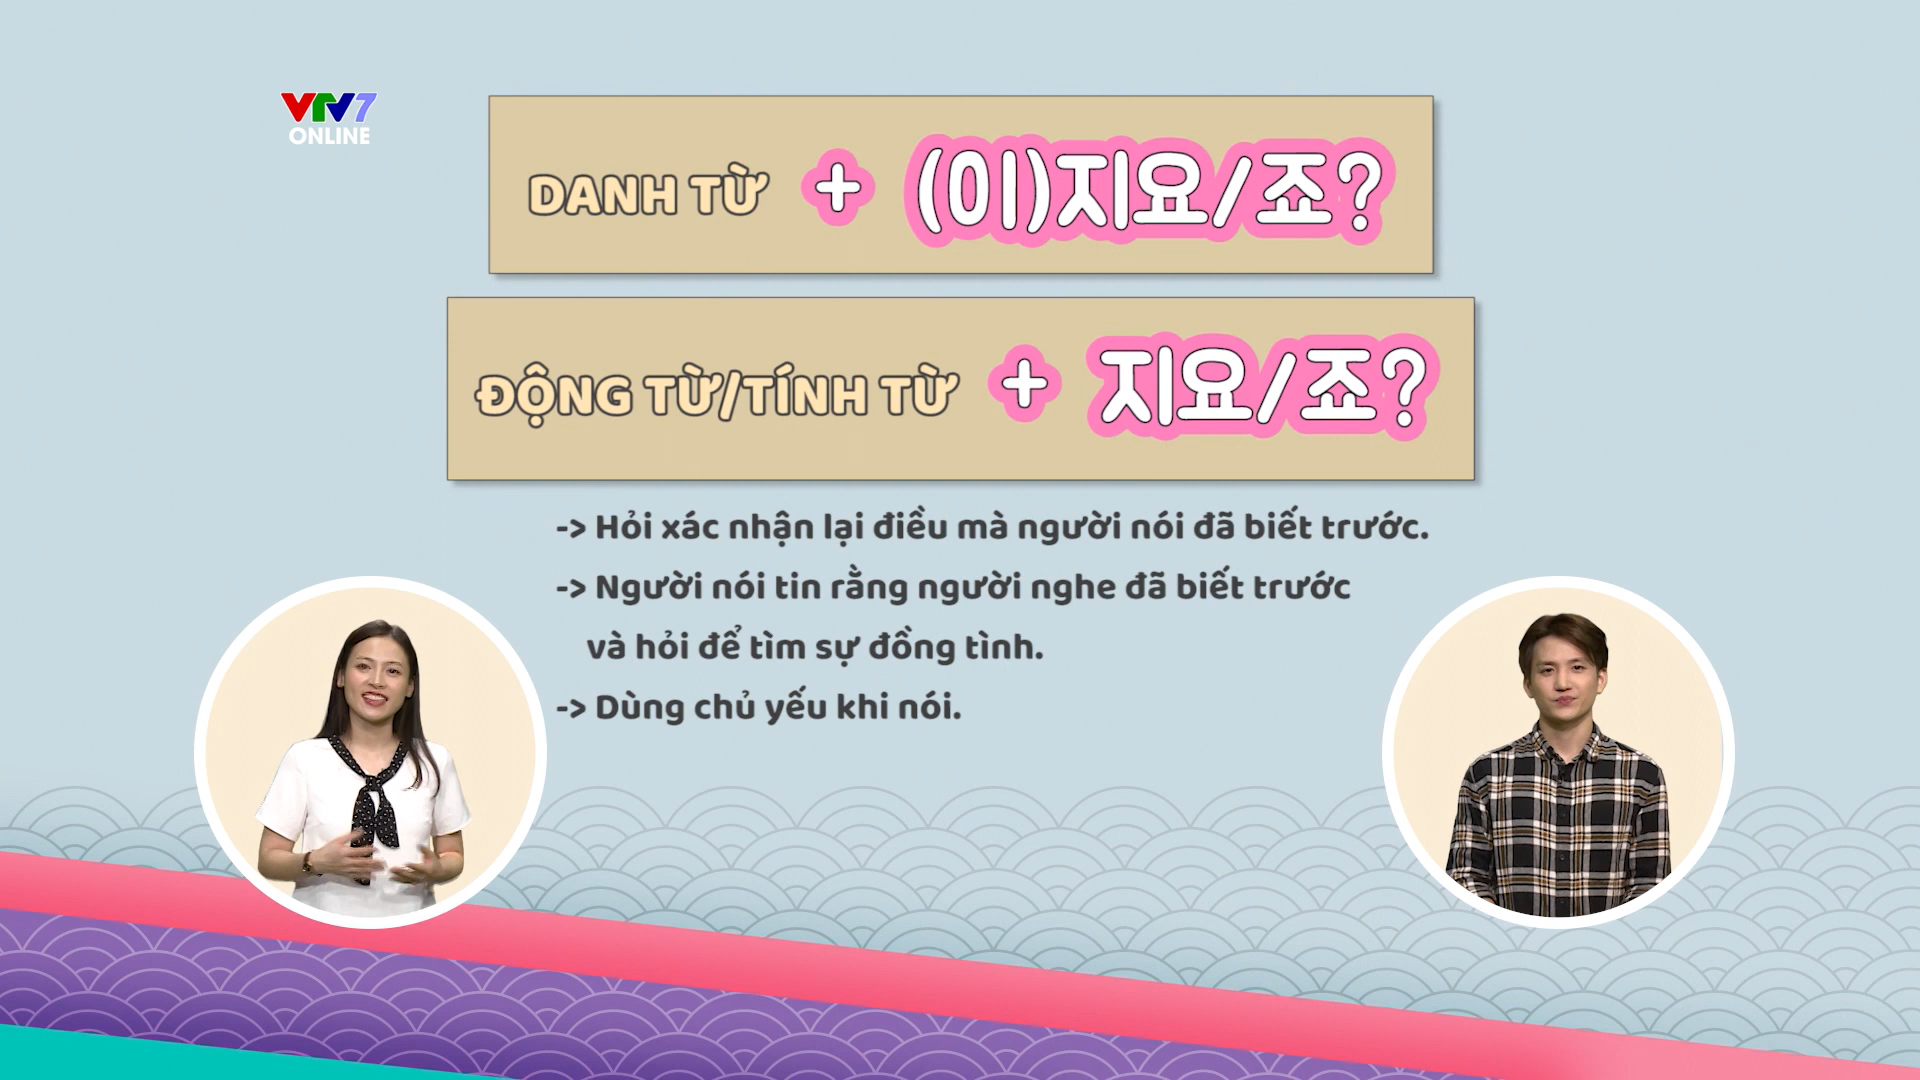 VTV7
ONLINE
DANH TỪ + (이)지요/죠?
ĐỘNG TỪ/TÍNH TỪ + 지요/죠?
-> Hỏi xác nhận lại điều mà người nói đã biết trước.
-> Người nói tin rằng người nghe đã biết trước
và hỏi để tìm sự đồng tình.
-> Dùng chủ yếu khi nói.